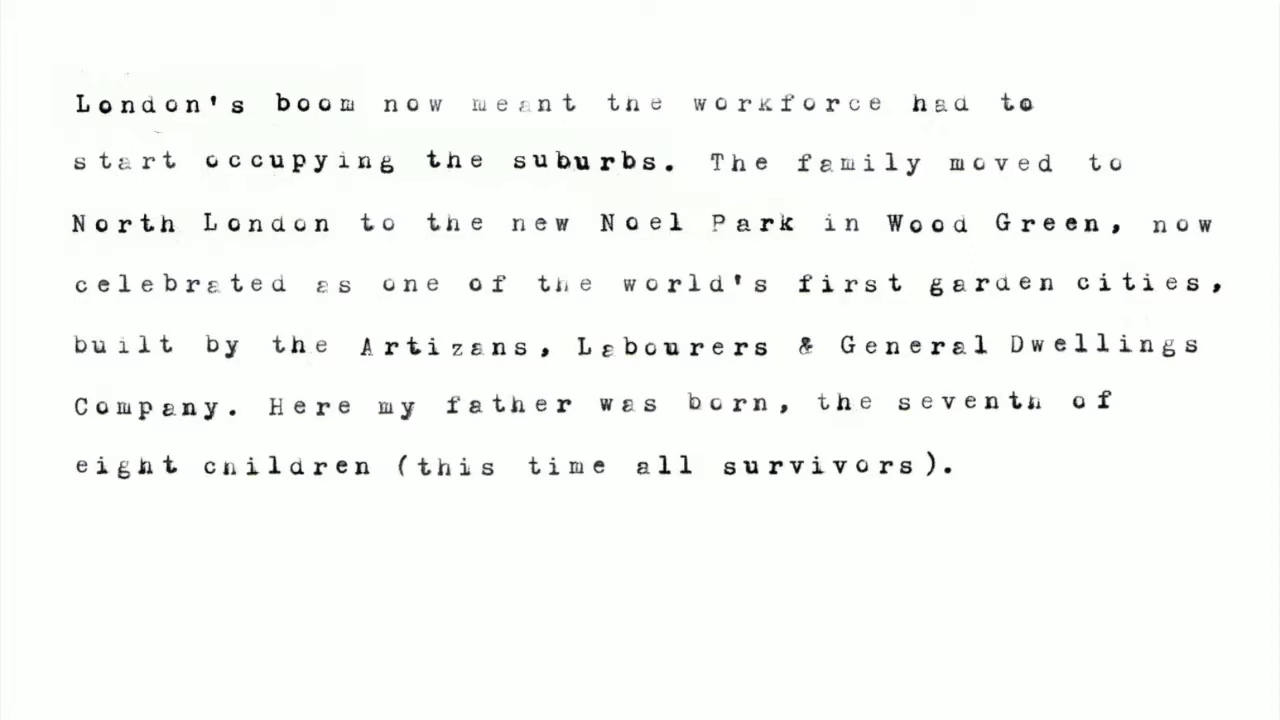 London's boom now meant the workforce had to
start occupying the suburbs. The family moved to
North London to the new Noel Park in Wood Green, now
celebrated as one of the world's first garden cities,
built by the Artizans, Labourers & General Dwellings
Company. Here my father was born, the seventh of
eight children (this time all survivors).